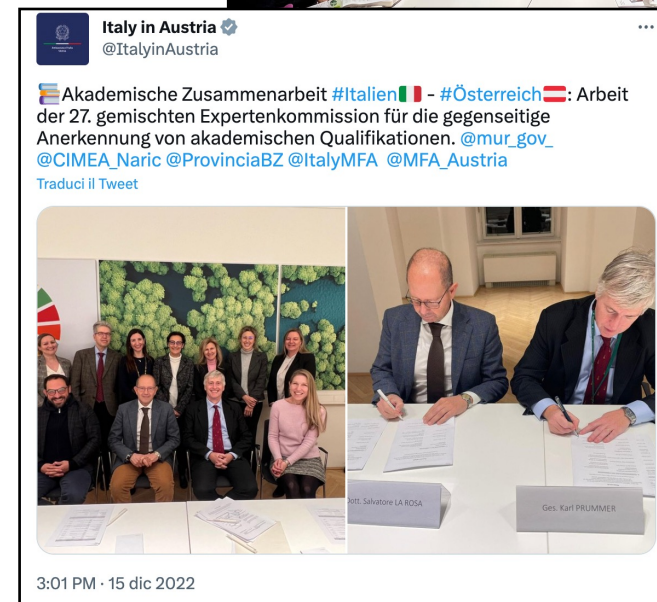 Italy in Austria
@ItalyinAustria
Akademische Zusammenarbeit #Italien🇮🇹 - #Österreich🇦🇹: Arbeit
der 27. gemischten Expertenkommission für die gegenseitige
Anerkennung von akademischen Qualifikationen. @mur_gov_
@CIMEA_Naric @ProvinciaBZ @ItalyMFA @MFA_Austria
Traduci il Tweet
Dott. Salvatore LA ROSA
Ges. Karl PRUMMER
3:01 PM · 15 dic 2022